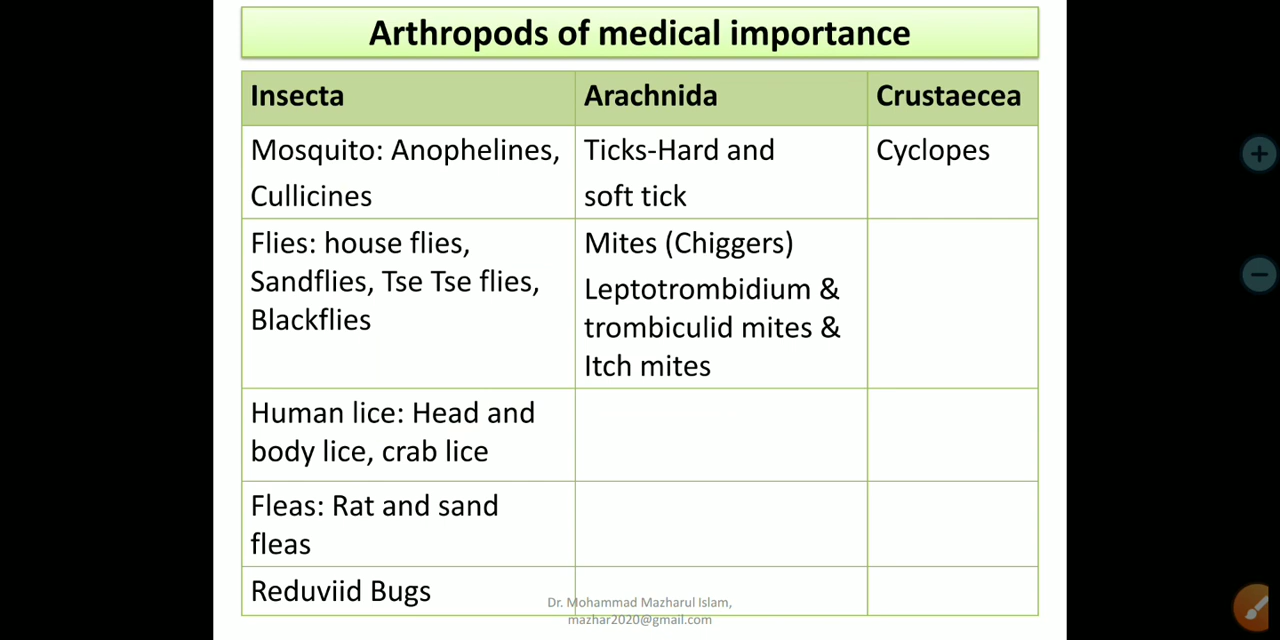 Arthropods of medical importance
Insecta
Arachnida
Crustaecea
Mosquito: Anophelines,
Cullicines
Ticks-Hard and
soft tick
Cyclopes
Flies: house flies,
Sandflies, Tse Tse flies,
Blackflies
Mites (Chiggers)
Leptotrombidium &
trombiculid mites &
Itch mites
Human lice: Head and
body lice, crab lice
Fleas: Rat and sand
fleas
Reduviid Bugs
Dr. Mohammad Mazharul Islam,
mazhar2020@gmail.com